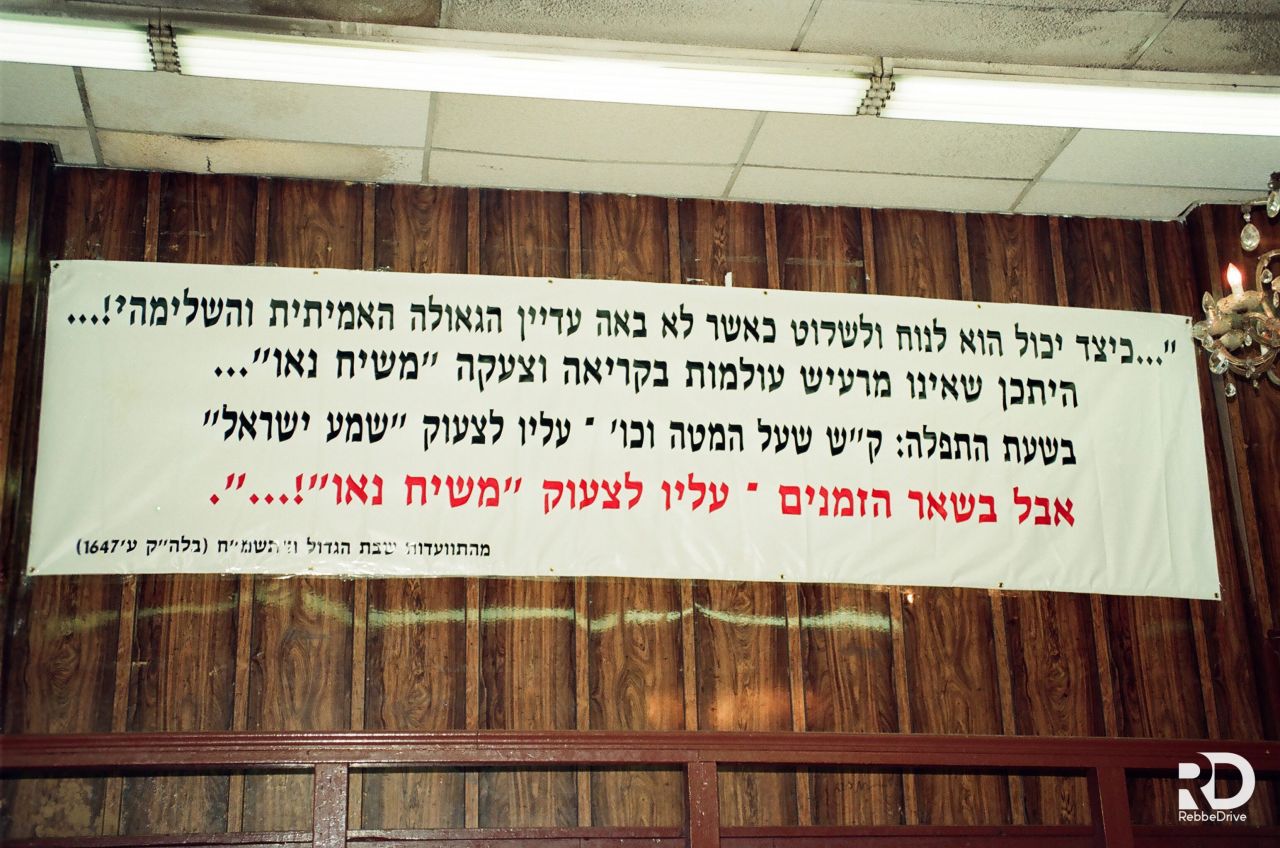 "...כיצד יכול הוא לנוח ולשקוט כאשר לא באה עדיין הגאולה האמיתית והשלימה?!...
היתכן שאינו מרעיש עולמות בקריאה וצעקה "משיח נאו"...
בשעת התפלה: ק"ש שעל המטה וכו' - עליו לצעוק "שמע ישראל"
אבל בשאר הזמנים - עליו לצעוק "משיח נאו"!...".
מהתוועדות שבת הגדול ה'תשמ"ח (בלה"ק ע' 1647)
RD
RebbeDrive